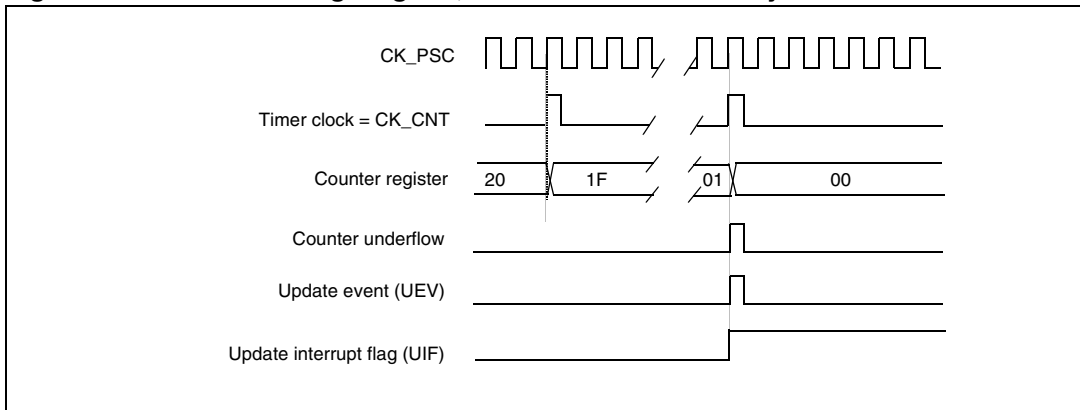 CK_PSC
Timer clock = CK_CNT
Counter register
20
1F
01
00
Counter underflow
Update event (UEV)
Update interrupt flag (UIF)